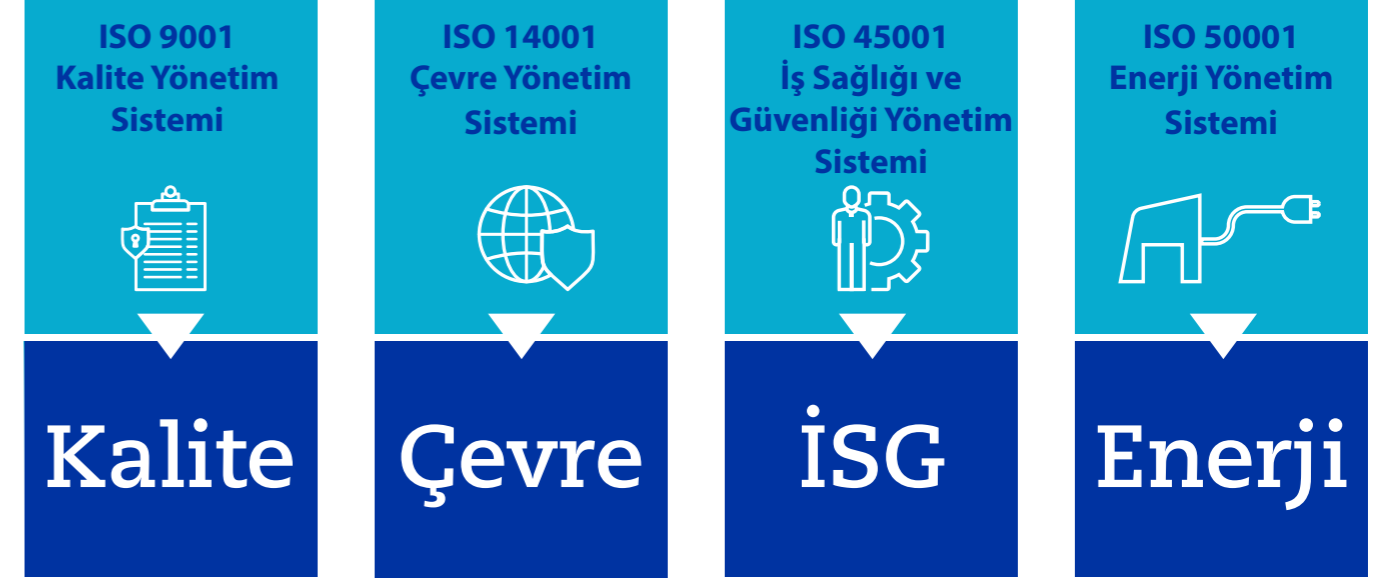 ISO 9001
Kalite Yönetim
Sistemi
Kalite
ISO 14001
Çevre Yönetim
Sistemi
Çevre
ISO 45001
İş Sağlığı ve
Güvenliği Yönetim
Sistemi
İSG
ISO 50001
Enerji Yönetim
Sistemi
Enerji